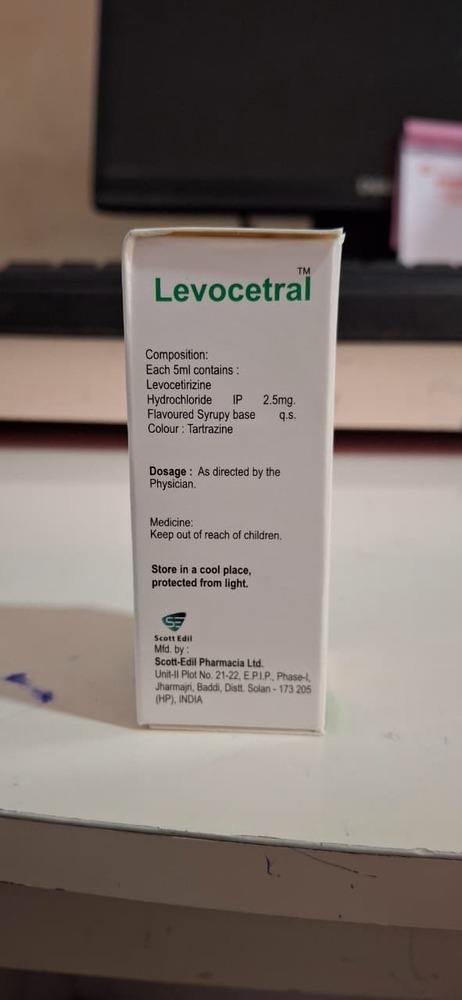 Levocetral™
Composition:
Each 5ml contains :
Levocetirizine
Hydrochloride IP 2.5mg.
Flavoured Syrupy base q.s.
Colour : Tartrazine
Dosage : As directed by the
Physician.
Medicine:
Keep out of reach of children.
Store in a cool place,
protected from light.
SE
Scott Edil
Mfd. by :
Scott-Edil Pharmacia Ltd.
Unit-II Plot No. 21-22, E.P.I.P., Phase-I,
Jharmajri, Baddi, Distt. Solan - 173 205
(HP), INDIA